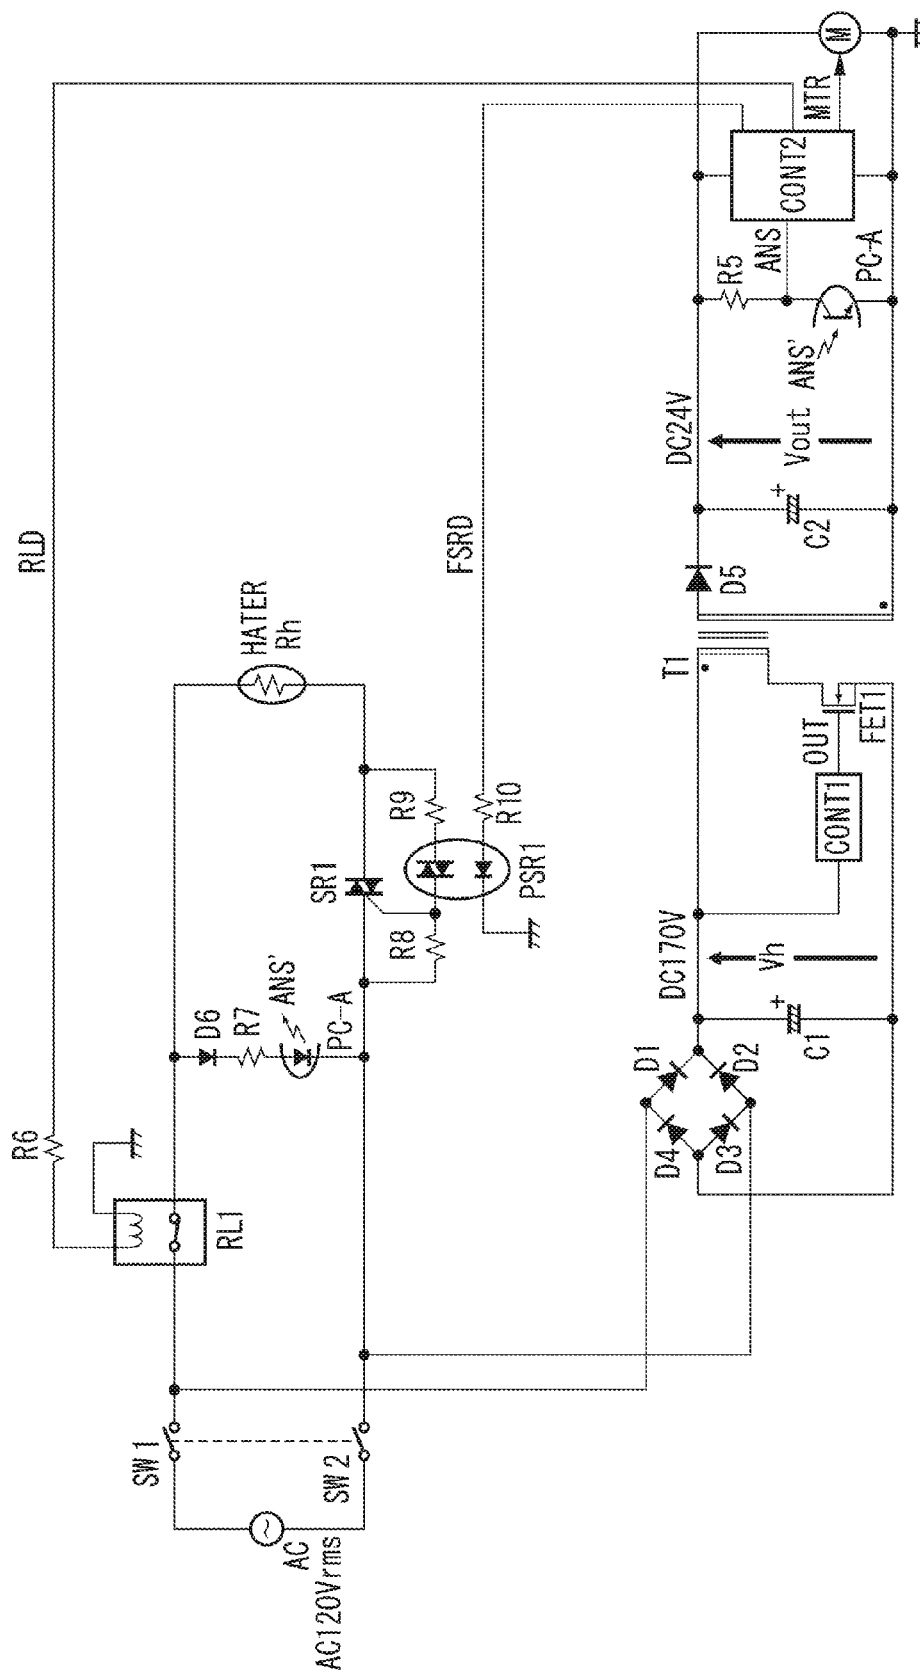 RLD
R6
RL1
SW1
SW2
AC
AC120Vrms
D6
R7
ANS'
PC-A
SR1
R8
R9
PSR1
R10
HATER
Rh
FSRD
D1
D2
D3
D4
DC170V
Vh
+
C1
CONT1
OUT
FET1
T1
D5
+
C2
DC24V
Vout
R5
ANS
ANS'
PC-A
CONT2
MTR
M